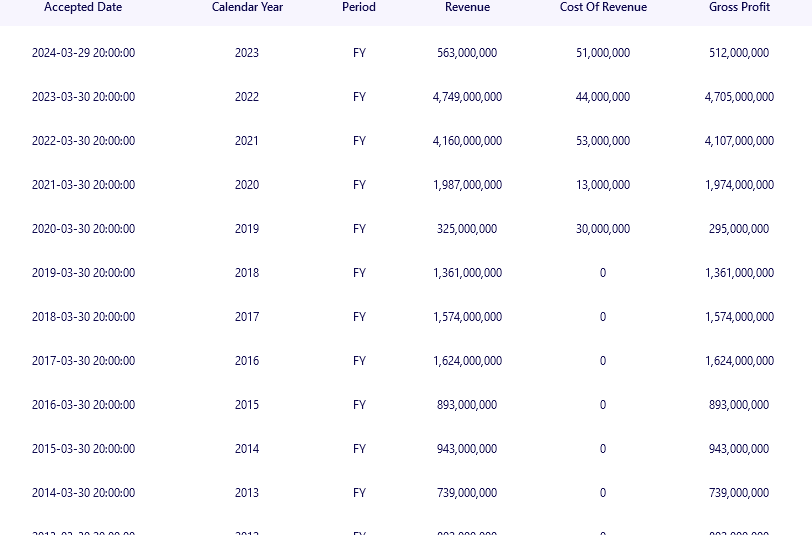 Accepted Date Calendar Year Period Revenue Cost Of Revenue Gross Profit
2024-03-29 20:00:00 2023 FY 563,000,000 51,000,000 512,000,000
2023-03-30 20:00:00 2022 FY 4,749,000,000 44,000,000 4,705,000,000
2022-03-30 20:00:00 2021 FY 4,160,000,000 53,000,000 4,107,000,000
2021-03-30 20:00:00 2020 FY 1,987,000,000 13,000,000 1,974,000,000
2020-03-30 20:00:00 2019 FY 325,000,000 30,000,000 295,000,000
2019-03-30 20:00:00 2018 FY 1,361,000,000 0 1,361,000,000
2018-03-30 20:00:00 2017 FY 1,574,000,000 0 1,574,000,000
2017-03-30 20:00:00 2016 FY 1,624,000,000 0 1,624,000,000
2016-03-30 20:00:00 2015 FY 893,000,000 0 893,000,000
2015-03-30 20:00:00 2014 FY 943,000,000 0 943,000,000
2014-03-30 20:00:00 2013 FY 739,000,000 0 739,000,000